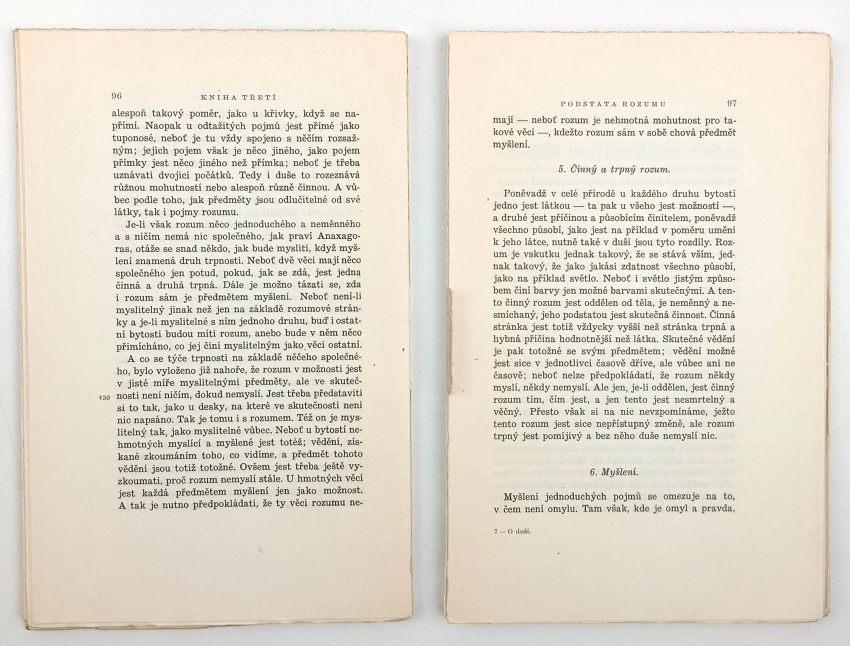 96
KNIHA TŘETÍ
alespoň takový poměr, jako u křivky, když se na-
přímí. Naopak u odtažitých pojmů jest přímé jako
tuponosé, neboť je tu vždy spojeno s něčím rozsaž-
ným; jejich pojem však je něco jiného, jako pojem
přímky jest něco jiného než přímka; neboť je třeba
uznávati dvojici počátků. Tedy i duše to rozeznává
různou mohutností nebo alespoň různě činnou. A vů-
bec podle toho, jak předměty jsou odlučitelné od své
látky, tak i pojmy rozumu.
Je-li však rozum něco jednoduchého a neměnného
a s ničím nemá nic společného, jak praví Anaxago-
ras, otáže se snad někdo, jak bude mysliti, když myš-
lení znamená druh trpnosti. Neboť dvě věci mají něco
společného jen potud, pokud, jak se zdá, jest jedna
činná a druhá trpná. Dále je možno tázati se, zda
i rozum sám je předmětem myšlení. Neboť není-li
myslitelný jinak než jen na základě rozumové strán-
ky a je-li myslitelné s ním jednoho druhu, buď i ostat-
ní bytosti budou míti rozum, anebo bude v něm něco
přimícháno, co jej činí myslitelným jako věci ostatní.
A co se týče trpnosti na základě něčeho společné-
ho, bylo vyloženo již nahoře, že rozum v možnosti jest
v jisté míře myslitelnými předměty, ale ve skuteč-
430 nosti není ničím, dokud nemyslí. Jest třeba představiti
si to tak, jako u desky, na které ve skutečnosti není
nic napsáno. Tak je tomu i s rozumem. Též on je mys-
litelný tak, jako myslitelné vůbec. Neboť u bytostí ne-
hmotných myslící a myšlené jest totéž; vědění, zís-
kané zkoumáním toho, co vidíme, a předmět tohoto
vědění jsou totiž totožné. Ovšem jest třeba ještě vy-
zkoumati, proč rozum nemyslí stále. U hmotných věcí
jest každá předmětem myšlení jen jako možnost.
A tak je nutno předpokládati, že ty věci rozumu ne-
PODSTATA ROZUMU
97
mají — neboť rozum je nehmotná mohutnost pro ta-
kové věci —, kdežto rozum sám v sobě chová předmět
myšlení.
5. Činný a trpný rozum.
Poněvadž v celé přírodě u každého druhu bytostí
jedno jest látkou — ta pak u všeho jest možností —,
a druhé jest příčinou a působícím činitelem, poněvadž
všechno působí, jako jest na příklad v poměru umění
k jeho látce, nutně také v duši jsou tyto rozdíly. Roz-
um je vskutku jednak takový, že se stává vším, jed-
nak takový, že jako jakási zdatnost všechno působí,
jako na příklad světlo. Neboť i světlo jistým způso-
bem činí barvy jen možné barvami skutečnými. A ten-
to činný rozum jest oddělen od těla, je neměnný a ne-
smíchaný, jeho podstatou jest skutečná činnost. Činná
stránka jest totiž vždycky vyšší než stránka trpná a
hybná příčina hodnotnější než látka. Skutečné vědění
je pak totožné se svým předmětem; vědění možné
jest sice v jednotlivci časově dříve, ale vůbec ani ne
časově; neboť nelze předpokládati, že rozum někdy
myslí, někdy nemyslí. Ale jen, je-li oddělen, jest činný
rozum tím, čím jest, a jen tento jest nesmrtelný a
věčný. Přesto však si na nic nevzpomínáme, ježto
tento rozum jest sice nepřístupný změně, ale rozum
trpný jest pomíjivý a bez něho duše nemyslí nic.
6. Myšlení.
Myšlení jednoduchých pojmů se omezuje na to,
v čem není omylu. Tam však, kde je omyl a pravda,
7 — O duši.